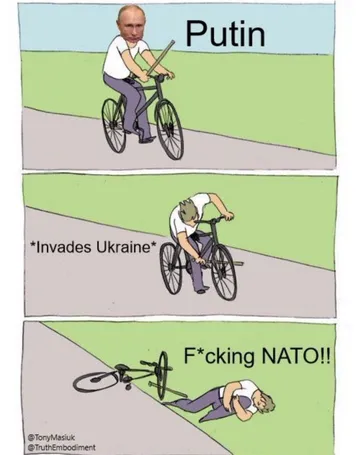 Putin
*Invades Ukraine*
F*cking NATO!!
@TonyMasiuk
@TruthEmbodiment